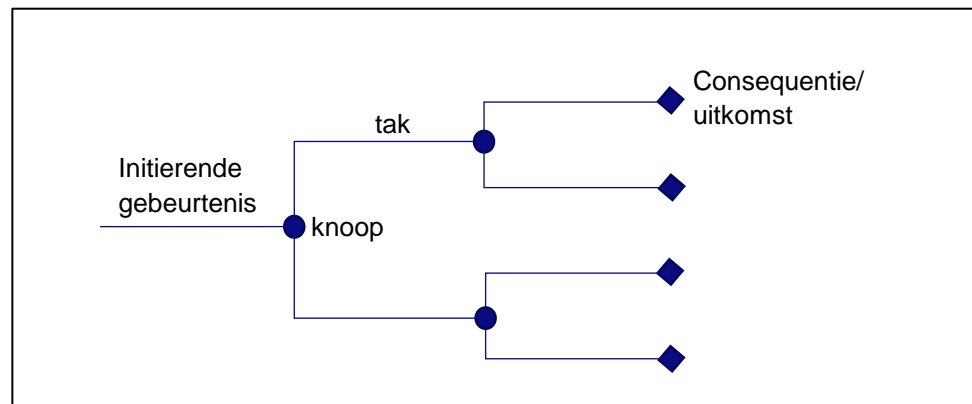 Consequentie/
uitkomst
tak
Initierende
gebeurtenis
knoop